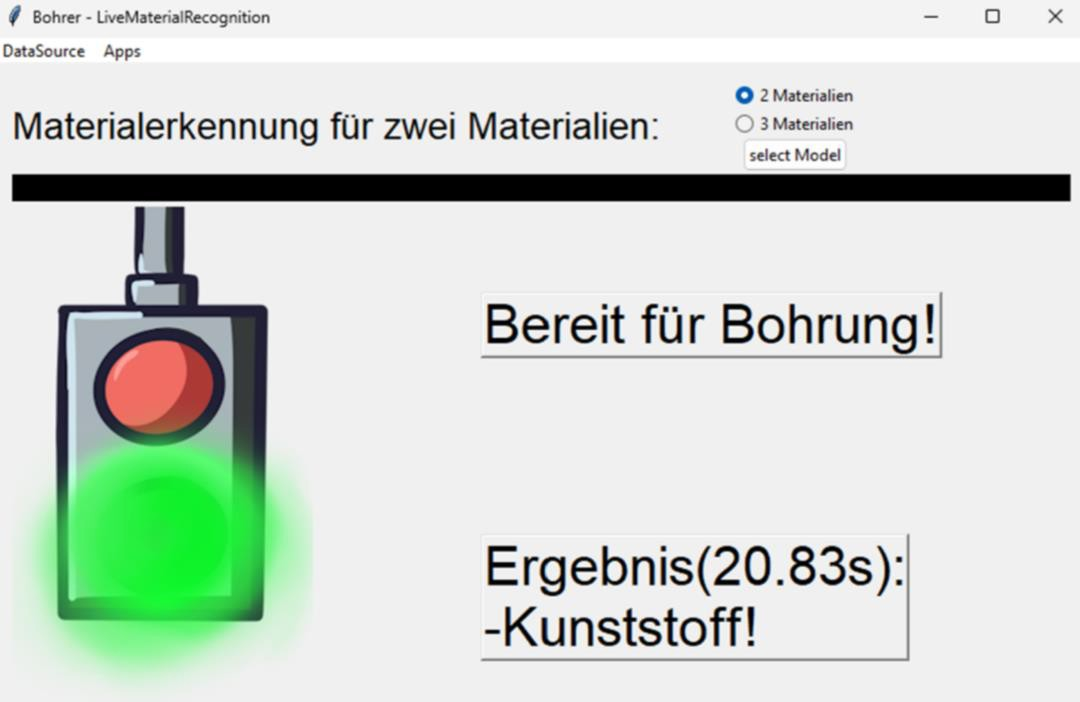 Bohrer - LiveMaterialRecognition
DataSource Apps
Materialerkennung für zwei Materialien:
2 Materialien
3 Materialien
select Model
Bereit für Bohrung!
Ergebnis(20.83s):
-Kunststoff!